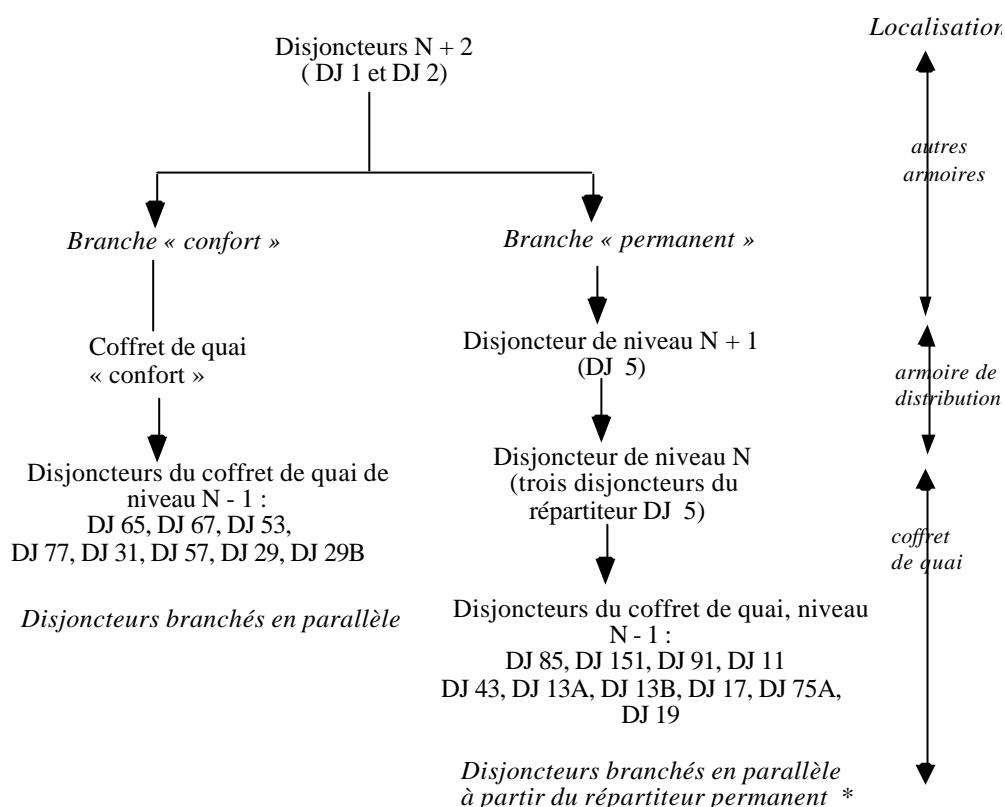 Localisation
Disjoncteurs N + 2
( DJ 1 et DJ 2)
autres
armoires
Branche « confort »
Branche « permanent »
Coffret de quai
« confort »
Disjoncteur de niveau N + 1
(DJ 5)
armoire de
distribution
Disjoncteurs du coffret de quai de
niveau N - 1 :
DJ 65, DJ 67, DJ 53,
DJ 77, DJ 31, DJ 57, DJ 29, DJ 29B
Disjoncteurs branchés en parallèle
Disjoncteur de niveau N
(trois disjoncteurs du
répartiteur DJ 5)
coffret
de quai
Disjoncteurs du coffret de quai, niveau
N - 1 :
DJ 85, DJ 151, DJ 91, DJ 11
DJ 43, DJ 13A, DJ 13B, DJ 17, DJ 75A,
DJ 19
Disjoncteurs branchés en parallèle
à partir du répartiteur permanent *